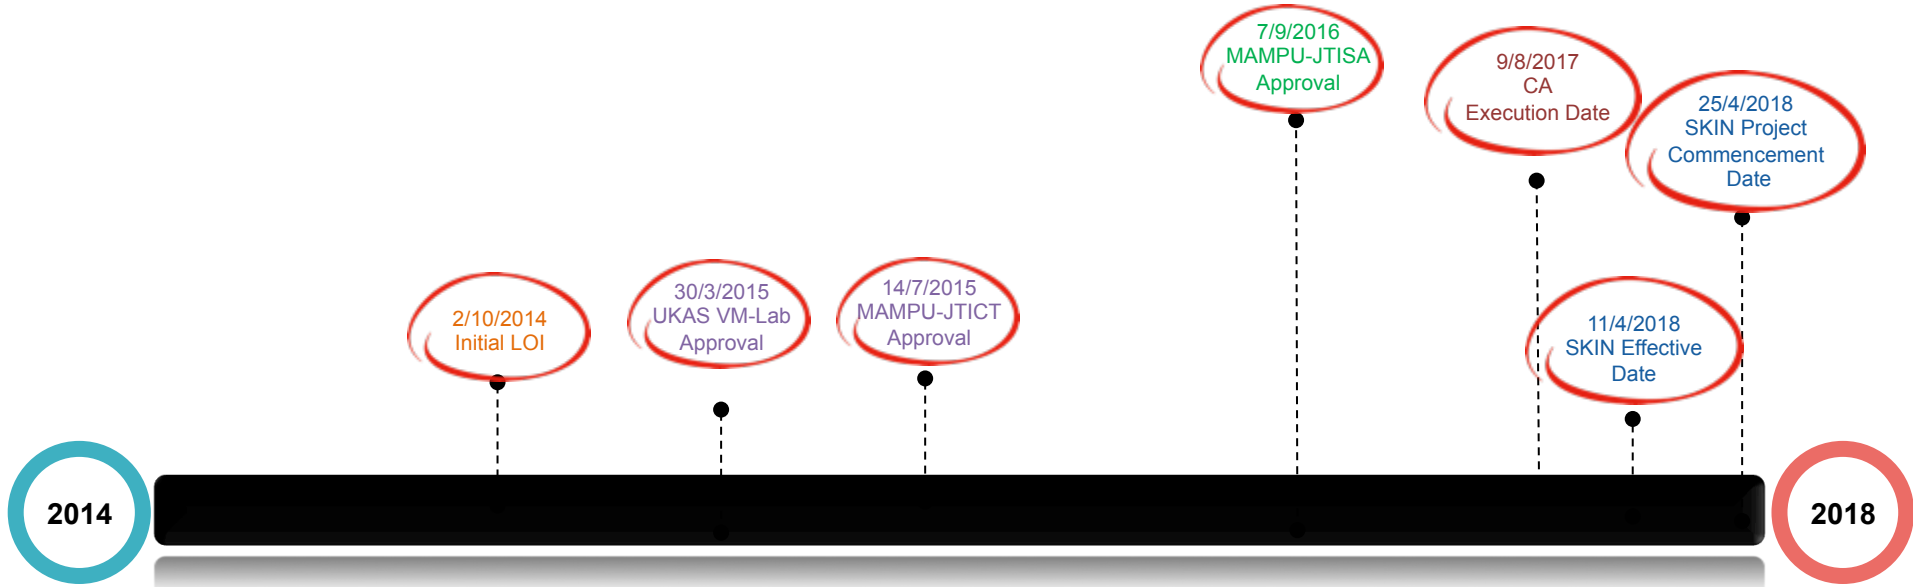 7/9/2016
MAMPU-JTISA
Approval
9/8/2017
CA
Execution Date
25/4/2018
SKIN Project
Commencement
Date
2/10/2014
Initial LOI
30/3/2015
UKAS VM-Lab
Approval
14/7/2015
MAMPU-JTICT
Approval
11/4/2018
SKIN Effective
Date
2014
2018